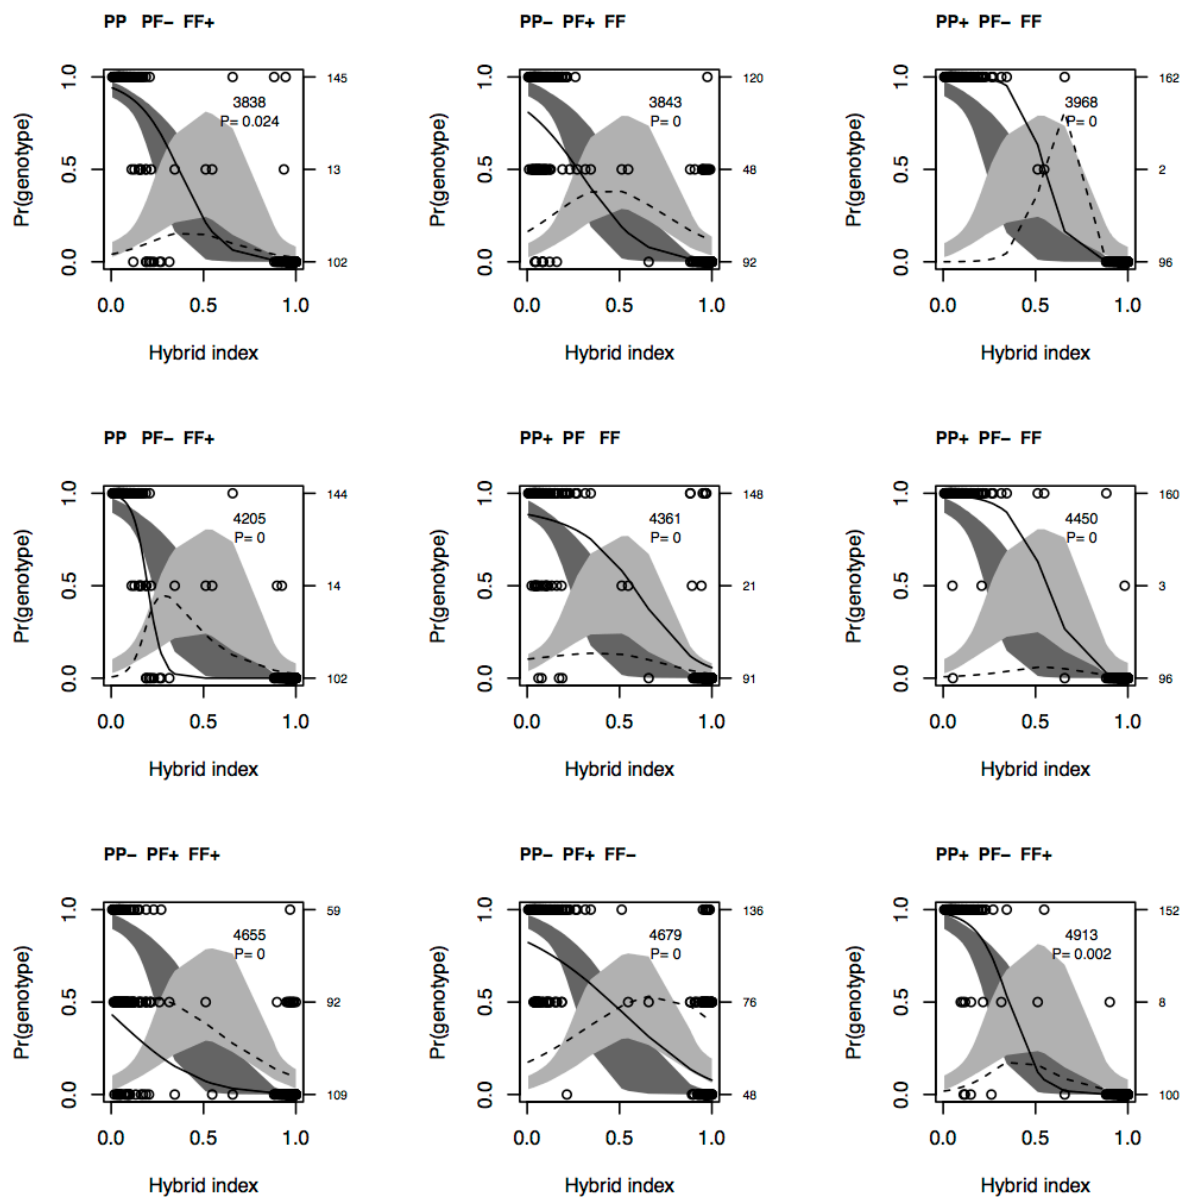 PP PF− FF+
PP− PF+ FF
PP+ PF− FF
Pr(genotype)
1.0
0.5
0.0
3838
P= 0.024
145
13
102
0.0 0.5 1.0
Hybrid index
Pr(genotype)
1.0
0.5
0.0
3843
P= 0
120
48
92
0.0 0.5 1.0
Hybrid index
Pr(genotype)
1.0
0.5
0.0
3968
P= 0
162
2
96
0.0 0.5 1.0
Hybrid index
PP PF− FF+
PP+ PF FF
PP+ PF− FF
Pr(genotype)
1.0
0.5
0.0
4205
P= 0
144
14
102
0.0 0.5 1.0
Hybrid index
Pr(genotype)
1.0
0.5
0.0
4361
P= 0
148
21
91
0.0 0.5 1.0
Hybrid index
Pr(genotype)
1.0
0.5
0.0
4450
P= 0
160
3
96
0.0 0.5 1.0
Hybrid index
PP− PF+ FF+
PP− PF+ FF−
PP+ PF− FF+
Pr(genotype)
1.0
0.5
0.0
4655
P= 0
59
92
109
0.0 0.5 1.0
Hybrid index
Pr(genotype)
1.0
0.5
0.0
4679
P= 0
136
76
48
0.0 0.5 1.0
Hybrid index
Pr(genotype)
1.0
0.5
0.0
4913
P= 0.002
152
8
100
0.0 0.5 1.0
Hybrid index